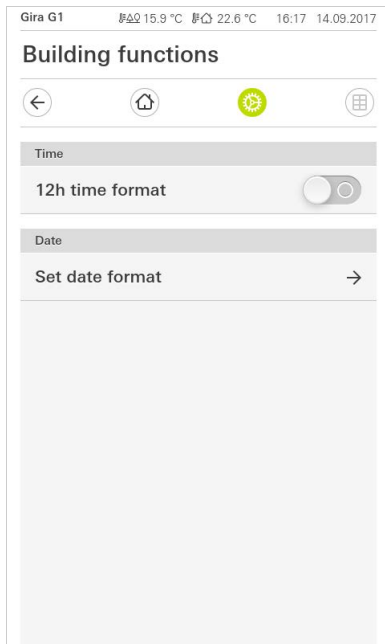 Gira G1 15.9 °C 22.6 °C 16:17 14.09.2017
Building functions
Time
12h time format
Date
Set date format